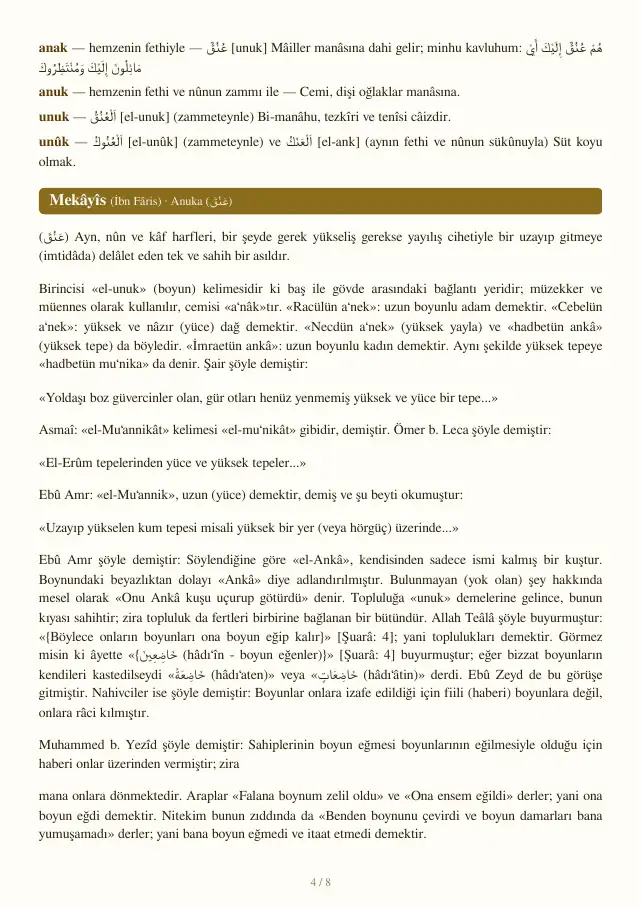 anak — hemzenin fethiyle — عُنُقٌ [unuk] Mâiller manâsına dahi gelir; minhu kavluhum: هُمْ عُنُقٌ إِلَيْكَ أَيْ
مَائِلُونَ إِلَيْكَ وَمُنْتَظِرُوكَ
anuk — hemzenin fethi ve nûnun zammı ile — Cemi, dişi oğlaklar manâsına.
unuk — اَلْعُنُقُ [el-unuk] (zammeteynle) Bi-manâhu, tezkîri ve tenîsi câizdir.
unûk — اَلْعُنُوكُ [el-unûk] (zammeteynle) ve اَلْعَنْكُ [el-ank] (aynın fethi ve nûnun sükûnuyla) Süt koyu
olmak.
Mekâyîs (İbn Fâris) · Anuka (عَنُقَ)
(عَنُقَ) Ayn, nûn ve kâf harfleri, bir şeyde gerek yükseliş gerekse yayılış cihetiyle bir uzayıp gitmeye
(imtidâda) delâlet eden tek ve sahih bir asıldır.
Birincisi «el-unuk» (boyun) kelimesidir ki baş ile gövde arasındaki bağlantı yeridir; müzekker ve
müennes olarak kullanılır, cemisi «a‘nâk»tır. «Racülün a‘nek»: uzun boyunlu adam demektir. «Cebelün
a‘nek»: yüksek ve nâzır (yüce) dağ demektir. «Necdün a‘nek» (yüksek yayla) ve «hadbetün ankâ»
(yüksek tepe) da böyledir. «İmraetün ankâ»: uzun boyunlu kadın demektir. Aynı şekilde yüksek tepeye
«hadbetün mu‘nika» da denir. Şair şöyle demiştir:
«Yoldaşı boz güvercinler olan, gür otları henüz yenmemiş yüksek ve yüce bir tepe...»
Asmaî: «el-Mu‘annikât» kelimesi «el-mu‘nikât» gibidir, demiştir. Ömer b. Leca şöyle demiştir:
«El-Erûm tepelerinden yüce ve yüksek tepeler...»
Ebû Amr: «el-Mu‘annik», uzun (yüce) demektir, demiş ve şu beyti okumuştur:
«Uzayıp yükselen kum tepesi misali yüksek bir yer (veya hörgüç) üzerinde...»
Ebû Amr şöyle demiştir: Söylendiğine göre «el-Ankâ», kendisinden sadece ismi kalmış bir kuştur.
Boynundaki beyazlıktan dolayı «Ankâ» diye adlandırılmıştır. Bulunmayan (yok olan) şey hakkında
mesel olarak «Onu Ankâ kuşu uçurup götürdü» denir. Topluluğa «unuk» demelerine gelince, bunun
kıyası sahihtir; zira topluluk da fertleri birbirine bağlanan bir bütündür. Allah Teâlâ şöyle buyurmuştur:
«{Böylece onların boyunları ona boyun eğip kalır}» [Şuarâ: 4]; yani toplulukları demektir. Görmez
misin ki âyette «{خَاضِعِينَ (hâdı‘în - boyun eğenler)}» [Şuarâ: 4] buyurmuştur; eğer bizzat boyunların
kendileri kastedilseydi «خَاضِعَةً (hâdı‘aten)» veya «خَاضِعَاتٍ (hâdı‘âtin)» derdi. Ebû Zeyd de bu görüşe
gitmiştir. Nahivciler ise şöyle demiştir: Boyunlar onlara izafe edildiği için fiili (haberi) boyunlara değil,
onlara râci kılmıştır.
Muhammed b. Yezîd şöyle demiştir: Sahiplerinin boyun eğmesi boyunlarının eğilmesiyle olduğu için
haberi onlar üzerinden vermiştir; zira
mana onlara dönmektedir. Araplar «Falana boynum zelil oldu» ve «Ona ensem eğildi» derler; yani ona
boyun eğdi demektir. Nitekim bunun zıddında da «Benden boynunu çevirdi ve boyun damarları bana
yumuşamadı» derler; yani bana boyun eğmedi ve itaat etmedi demektir.
4 / 8